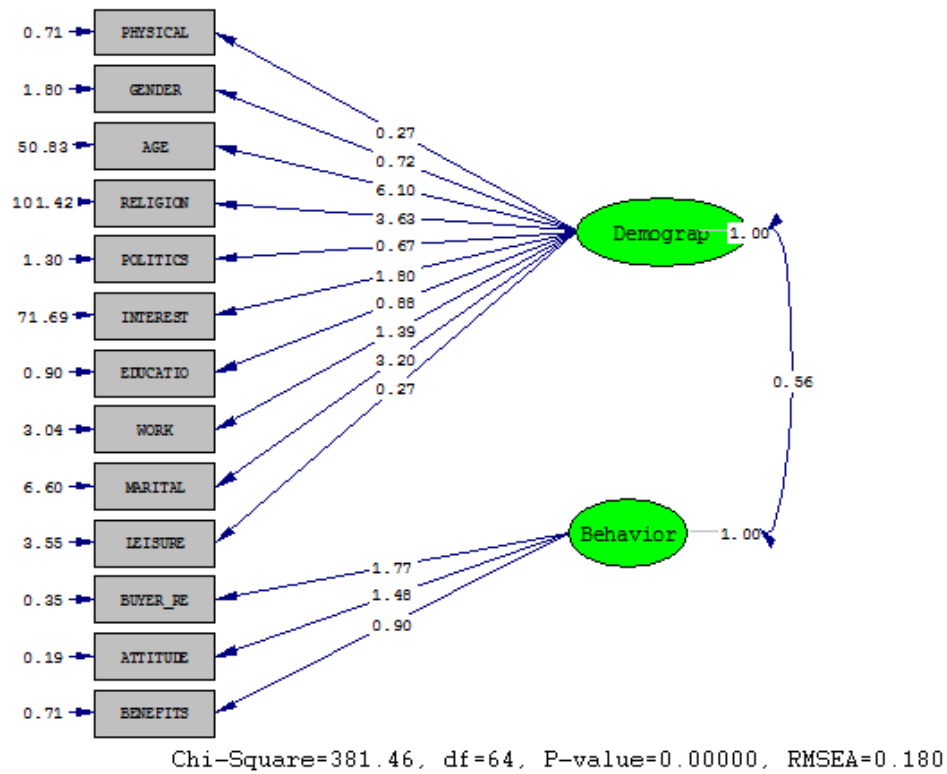 0.71 PHYSICAL
1.80 GENDER
50.83 AGE
101.42 RELIGION
1.30 POLITICS
71.69 INTEREST
0.90 EDUCATIO
3.04 WORK
6.60 MARITAL
3.55 LEISURE
0.35 BUYER_RE
0.19 ATTITUDE
0.71 BENEFITS
0.27
0.72
6.10
3.63
0.67
1.80
0.88
1.39
3.20
0.27
1.77
1.48
0.90
Demograp 1.00
0.56
Behavior 1.00
Chi-Square=381.46, df=64, P-value=0.00000, RMSEA=0.180